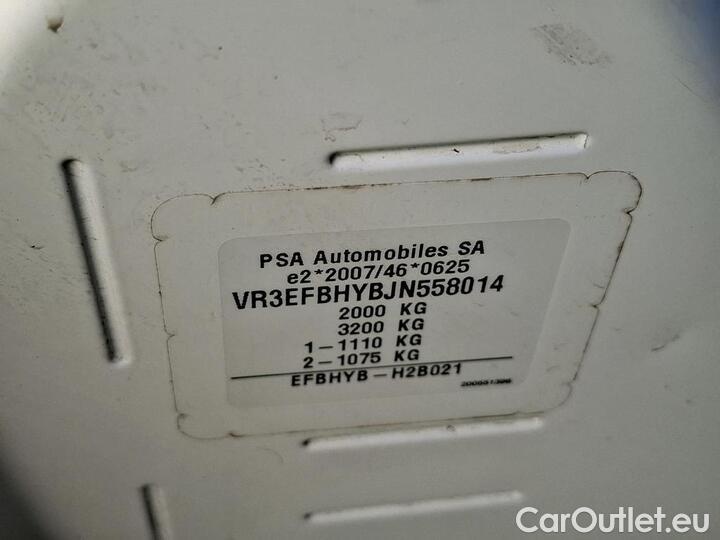 PSA Automobiles SA
e2*2007/46*0625
VR3EFBHYBJN558014
2000 KG
3200 KG
1-1110 KG
2-1075 KG
EFBHYB-H2B021
CarOutlet.eu